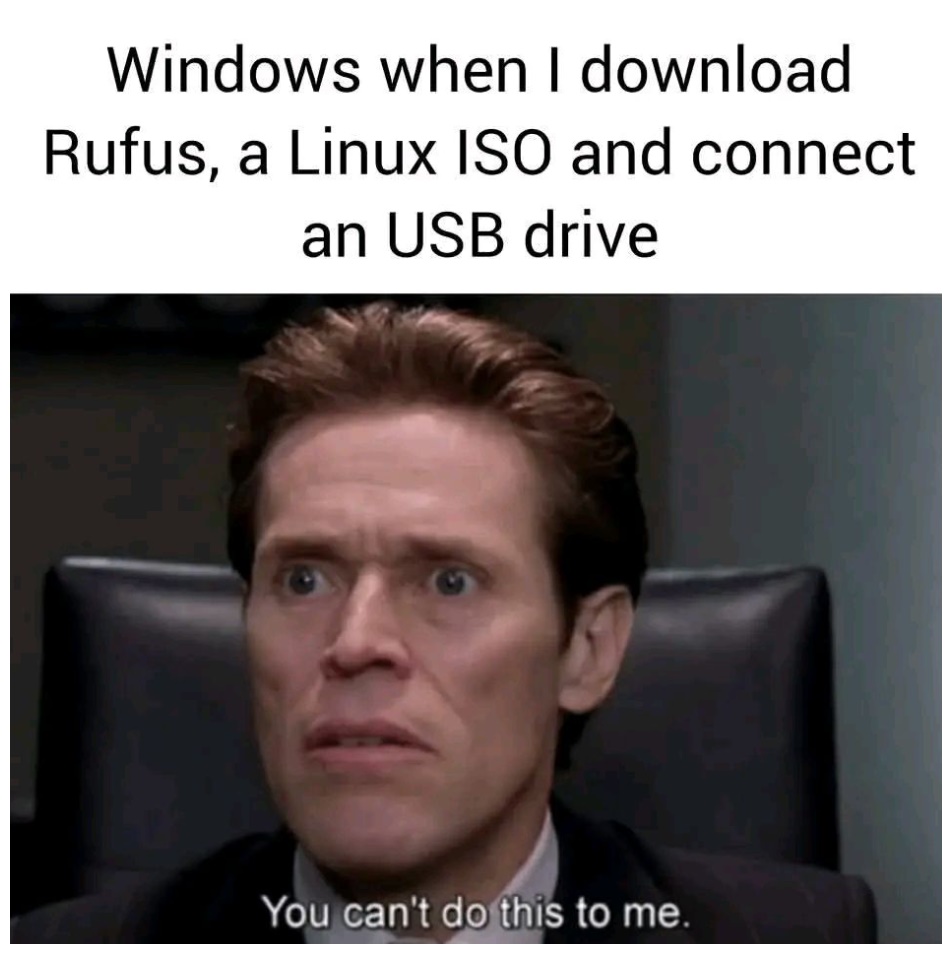 Windows when I download
Rufus, a Linux ISO and connect
an USB drive
You can't do this to me.